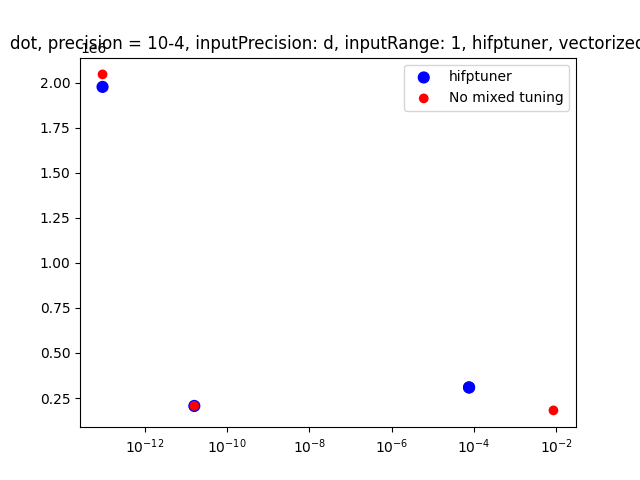 dot, precision = 10-4, inputPrecision: d, inputRange: 1, hifptuner, vectorized
1e6
hifptuner
No mixed tuning
2.00
1.75
1.50
1.25
1.00
0.75
0.50
0.25
10⁻¹² 10⁻¹⁰ 10⁻⁸ 10⁻⁶ 10⁻⁴ 10⁻²